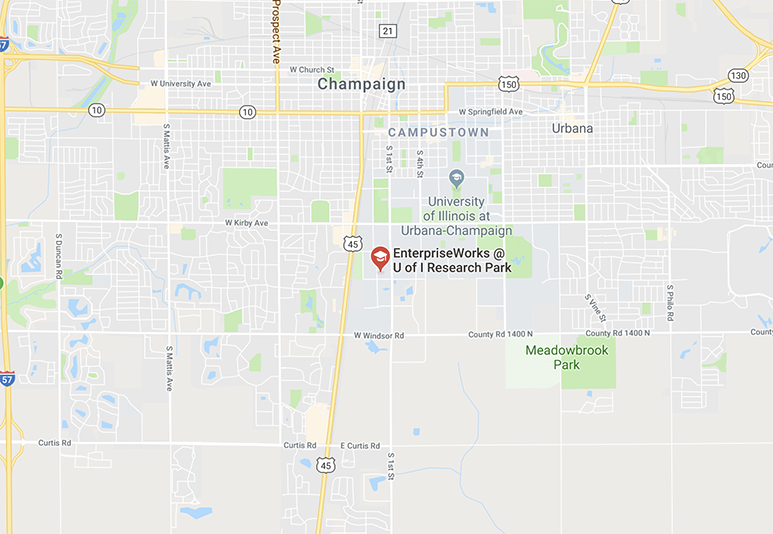 57
Prospect Ave
21
W Church St
W University Ave
Champaign
150
130
150
10
10
W Springfield Ave
CAMPUSTOWN
Urbana
S Mattis Ave
S 1st St
S 4th St
University
of Illinois at
Urbana-Champaign
W Kirby Ave
45
EnterpriseWorks @
U of I Research Park
S Duncan Rd
S Vine St
S Philo Rd
W Windsor Rd
County Rd 1400 N
County Rd 1400 N
Meadowbrook
Park
S Mattis Ave
57
Curtis Rd
Curtis Rd
E Curtis Rd
45
S 1st St